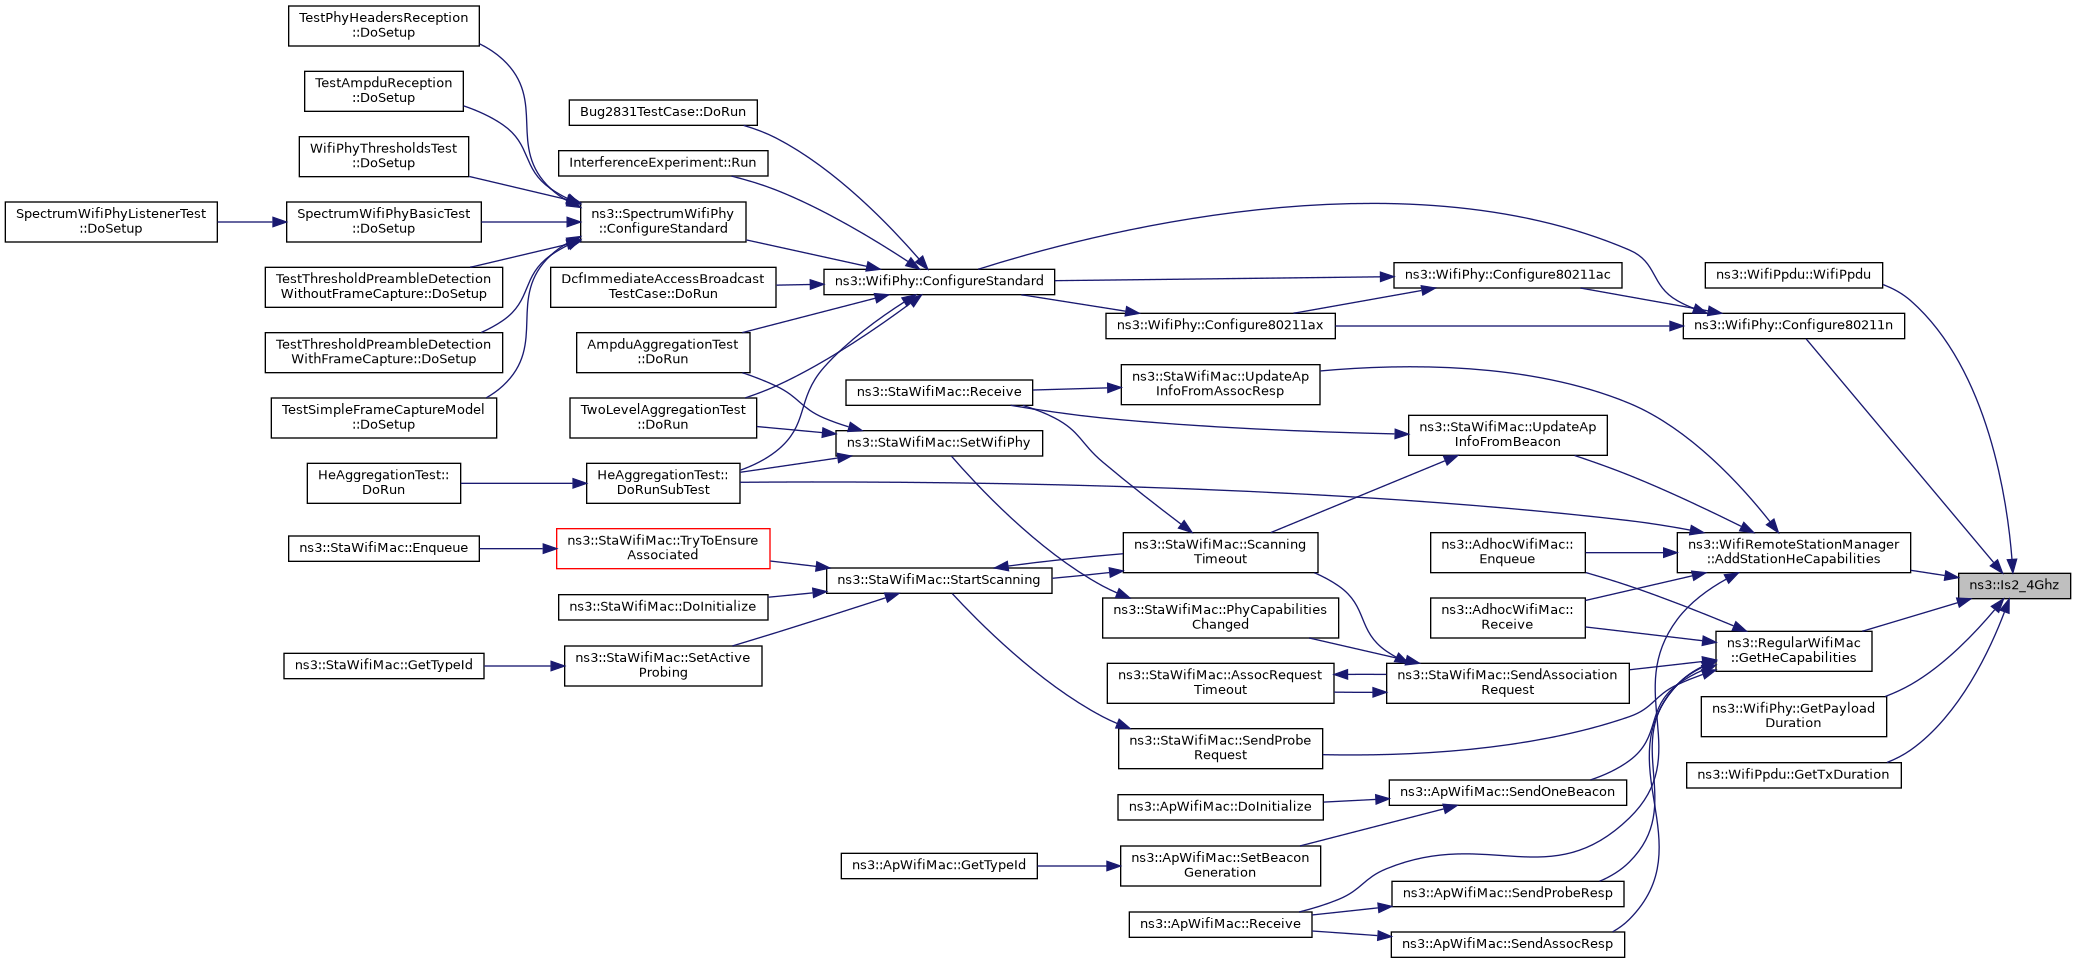 TestPhyHeadersReception
::DoSetup
TestAmpduReception
::DoSetup
WifiPhyThresholdsTest
::DoSetup
SpectrumWifiPhyListenerTest
::DoSetup
SpectrumWifiPhyBasicTest
::DoSetup
TestThresholdPreambleDetection
WithoutFrameCapture::DoSetup
TestThresholdPreambleDetection
WithFrameCapture::DoSetup
TestSimpleFrameCaptureModel
::DoSetup
HeAggregationTest::
DoRun
ns3::StaWifiMac::Enqueue
ns3::StaWifiMac::GetTypeId
Bug2831TestCase::DoRun
InterferenceExperiment::Run
ns3::SpectrumWifiPhy
::ConfigureStandard
DcfImmediateAccessBroadcast
TestCase::DoRun
AmpduAggregationTest
::DoRun
TwoLevelAggregationTest
::DoRun
HeAggregationTest::
DoRunSubTest
ns3::StaWifiMac::TryToEnsure
Associated
ns3::StaWifiMac::DoInitialize
ns3::StaWifiMac::SetActive
Probing
ns3::WifiPhy::ConfigureStandard
ns3::StaWifiMac::Receive
ns3::StaWifiMac::SetWifiPhy
ns3::StaWifiMac::StartScanning
ns3::ApWifiMac::GetTypeId
ns3::WifiPhy::Configure80211ax
ns3::StaWifiMac::UpdateAp
InfoFromAssocResp
ns3::StaWifiMac::Scanning
Timeout
ns3::StaWifiMac::PhyCapabilities
Changed
ns3::StaWifiMac::AssocRequest
Timeout
ns3::StaWifiMac::SendProbe
Request
ns3::ApWifiMac::DoInitialize
ns3::ApWifiMac::SetBeacon
Generation
ns3::ApWifiMac::Receive
ns3::WifiPhy::Configure80211ac
ns3::StaWifiMac::UpdateAp
InfoFromBeacon
ns3::AdhocWifiMac::
Enqueue
ns3::AdhocWifiMac::
Receive
ns3::StaWifiMac::SendAssociation
Request
ns3::ApWifiMac::SendOneBeacon
ns3::ApWifiMac::SendProbeResp
ns3::ApWifiMac::SendAssocResp
ns3::WifiPpdu::WifiPpdu
ns3::WifiPhy::Configure80211n
ns3::WifiRemoteStationManager
::AddStationHeCapabilities
ns3::RegularWifiMac
::GetHeCapabilities
ns3::WifiPhy::GetPayload
Duration
ns3::WifiPpdu::GetTxDuration
ns3::Is2_4Ghz